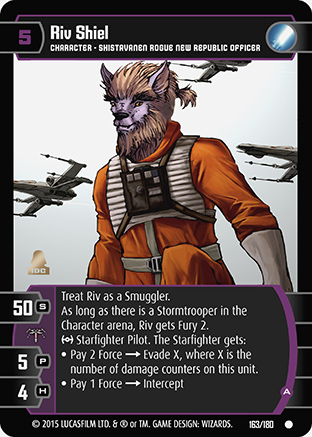 5
Riv Shiel
CHARACTER - SHISTAVANEN ROGUE NEW REPUBLIC OFFICER
IDC
50 S
5 P
4 H
Treat Riv as a Smuggler.
As long as there is a Stormtrooper in the
Character arena, Riv gets Fury 2.
Starfighter Pilot. The Starfighter gets:
• Pay 2 Force → Evade X, where X is the
number of damage counters on this unit.
• Pay 1 Force → Intercept
A
© 2015 LUCASFILM LTD. & ® OR TM. GAME DESIGN: WIZARDS.
163/180